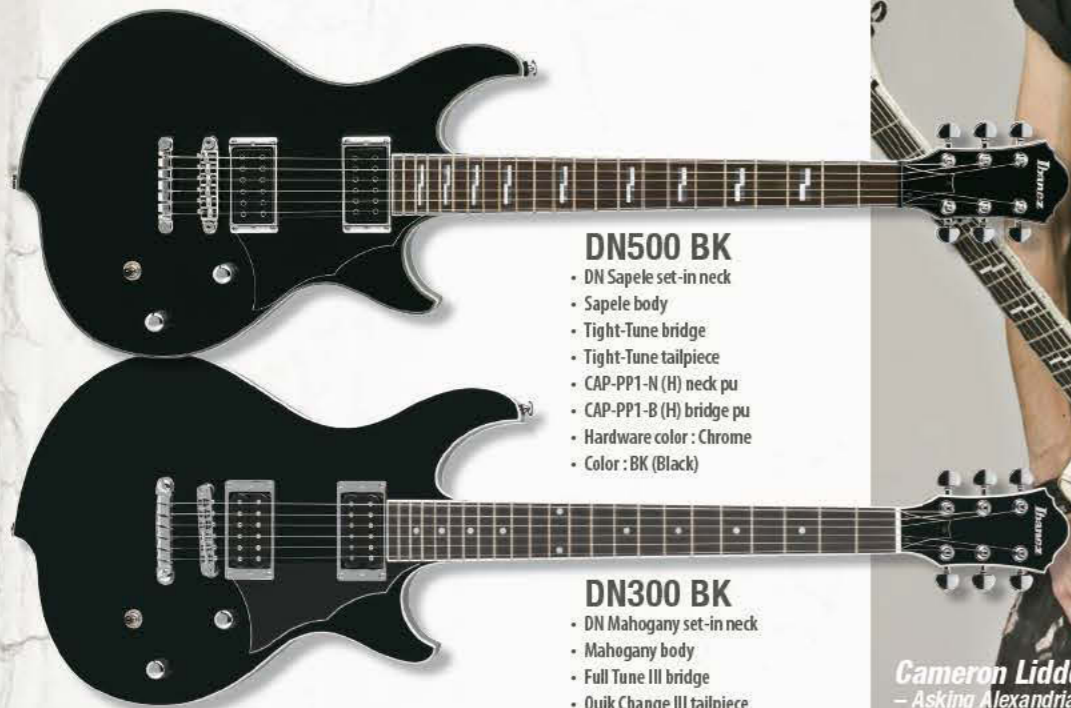 Ibanez
DN500 BK
• DN Sapele set-in neck
• Sapele body
• Tight-Tune bridge
• Tight-Tune tailpiece
• CAP-PP1-N (H) neck pu
• CAP-PP1-B (H) bridge pu
• Hardware color : Chrome
• Color : BK (Black)
Ibanez
DN300 BK
• DN Mahogany set-in neck
• Mahogany body
• Full Tune III bridge
• Quik Change III tailpiece
Cameron
– Asking Alexandria